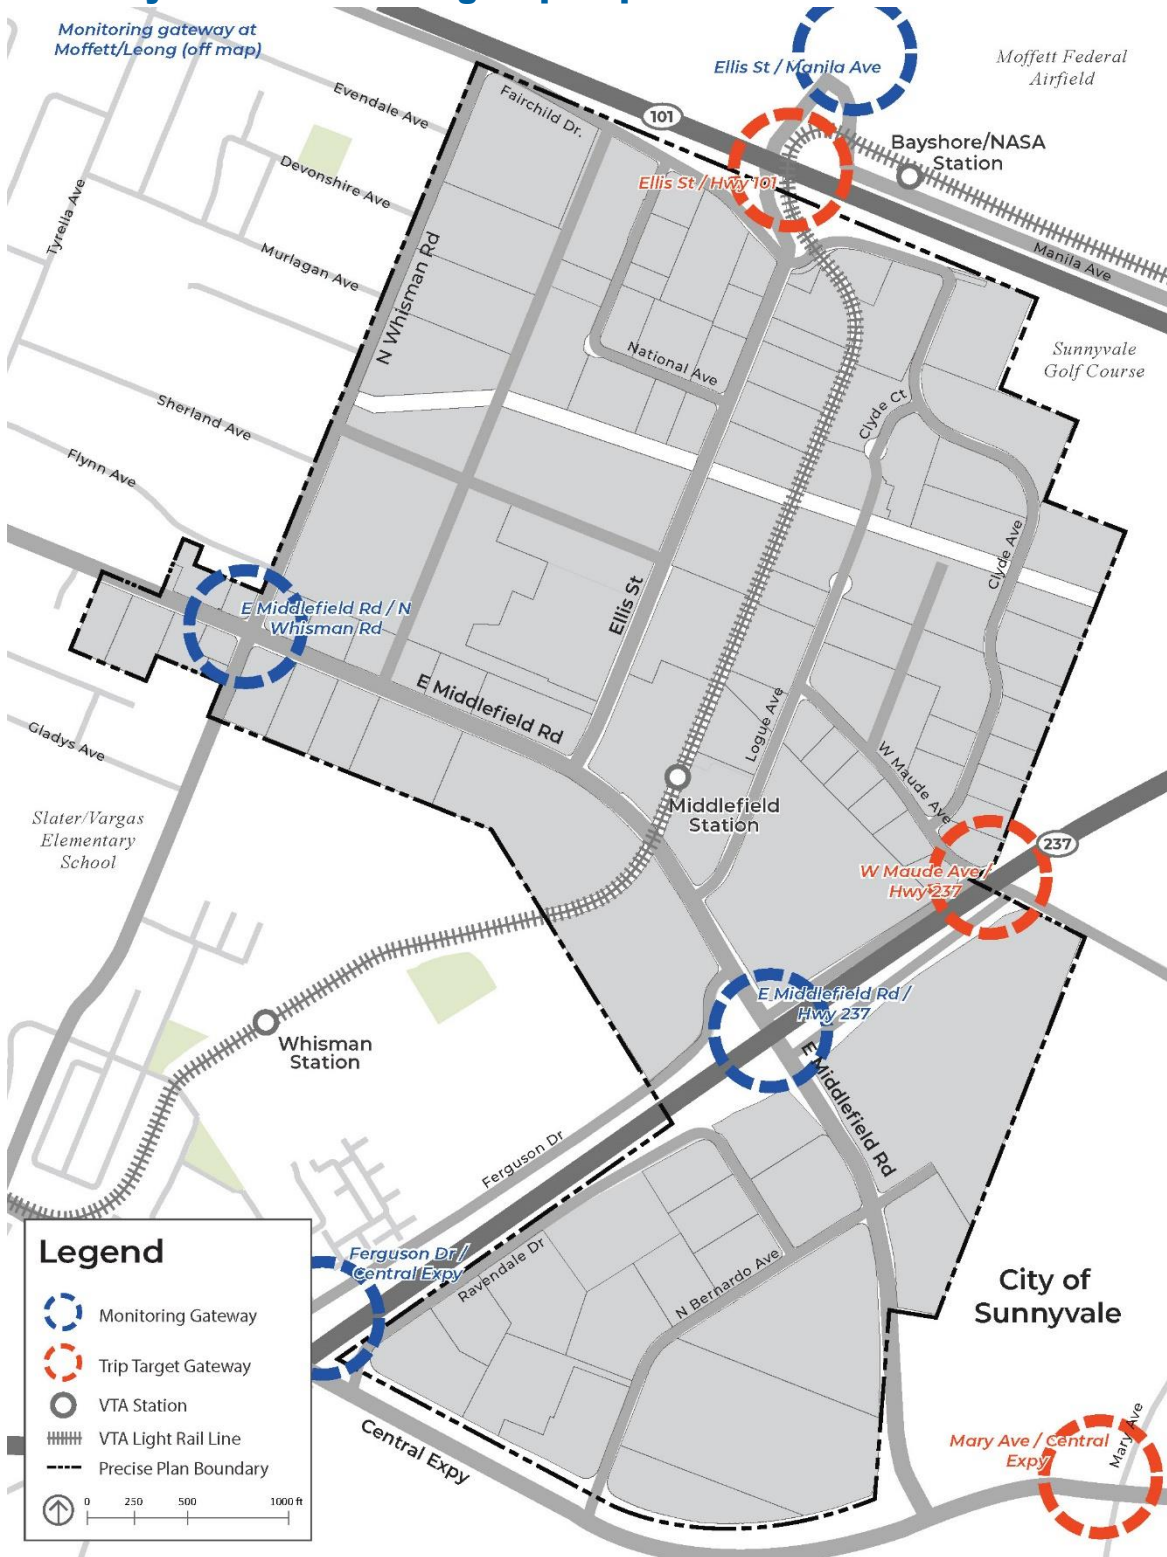 Monitoring gateway at
Moffett/Leong (off map)
Ellis St / Manila Ave
Moffett Federal
Airfield
Evendale Ave
Fairchild Dr.
101
Bayshore/NASA
Station
Devonshire Ave
Ellis St / Hwy 101
Tyrella Ave
Murlagan Ave
N Whisman Rd
Manila Ave
National Ave
Sunnyvale
Golf Course
Sherland Ave
Clyde Ct
Flynn Ave
Clyde Ave
Ellis St
E Middlefield Rd / N
Whisman Rd
E Middlefield Rd
Logue Ave
Gladys Ave
W Maude Ave
Middlefield
Station
Slater/Vargas
Elementary
School
237
W Maude Ave /
Hwy 237
E Middlefield Rd /
Hwy 237
Whisman
Station
E Middlefield Rd
Ferguson Dr
Ravendale Dr
N Bernardo Ave
Ferguson Dr /
Central Expy
City of
Sunnyvale
Legend
Monitoring Gateway
Trip Target Gateway
VTA Station
VTA Light Rail Line
Precise Plan Boundary
0 250 500 1000 ft
Central Expy
Mary Ave / Central
Expy
Mary Ave